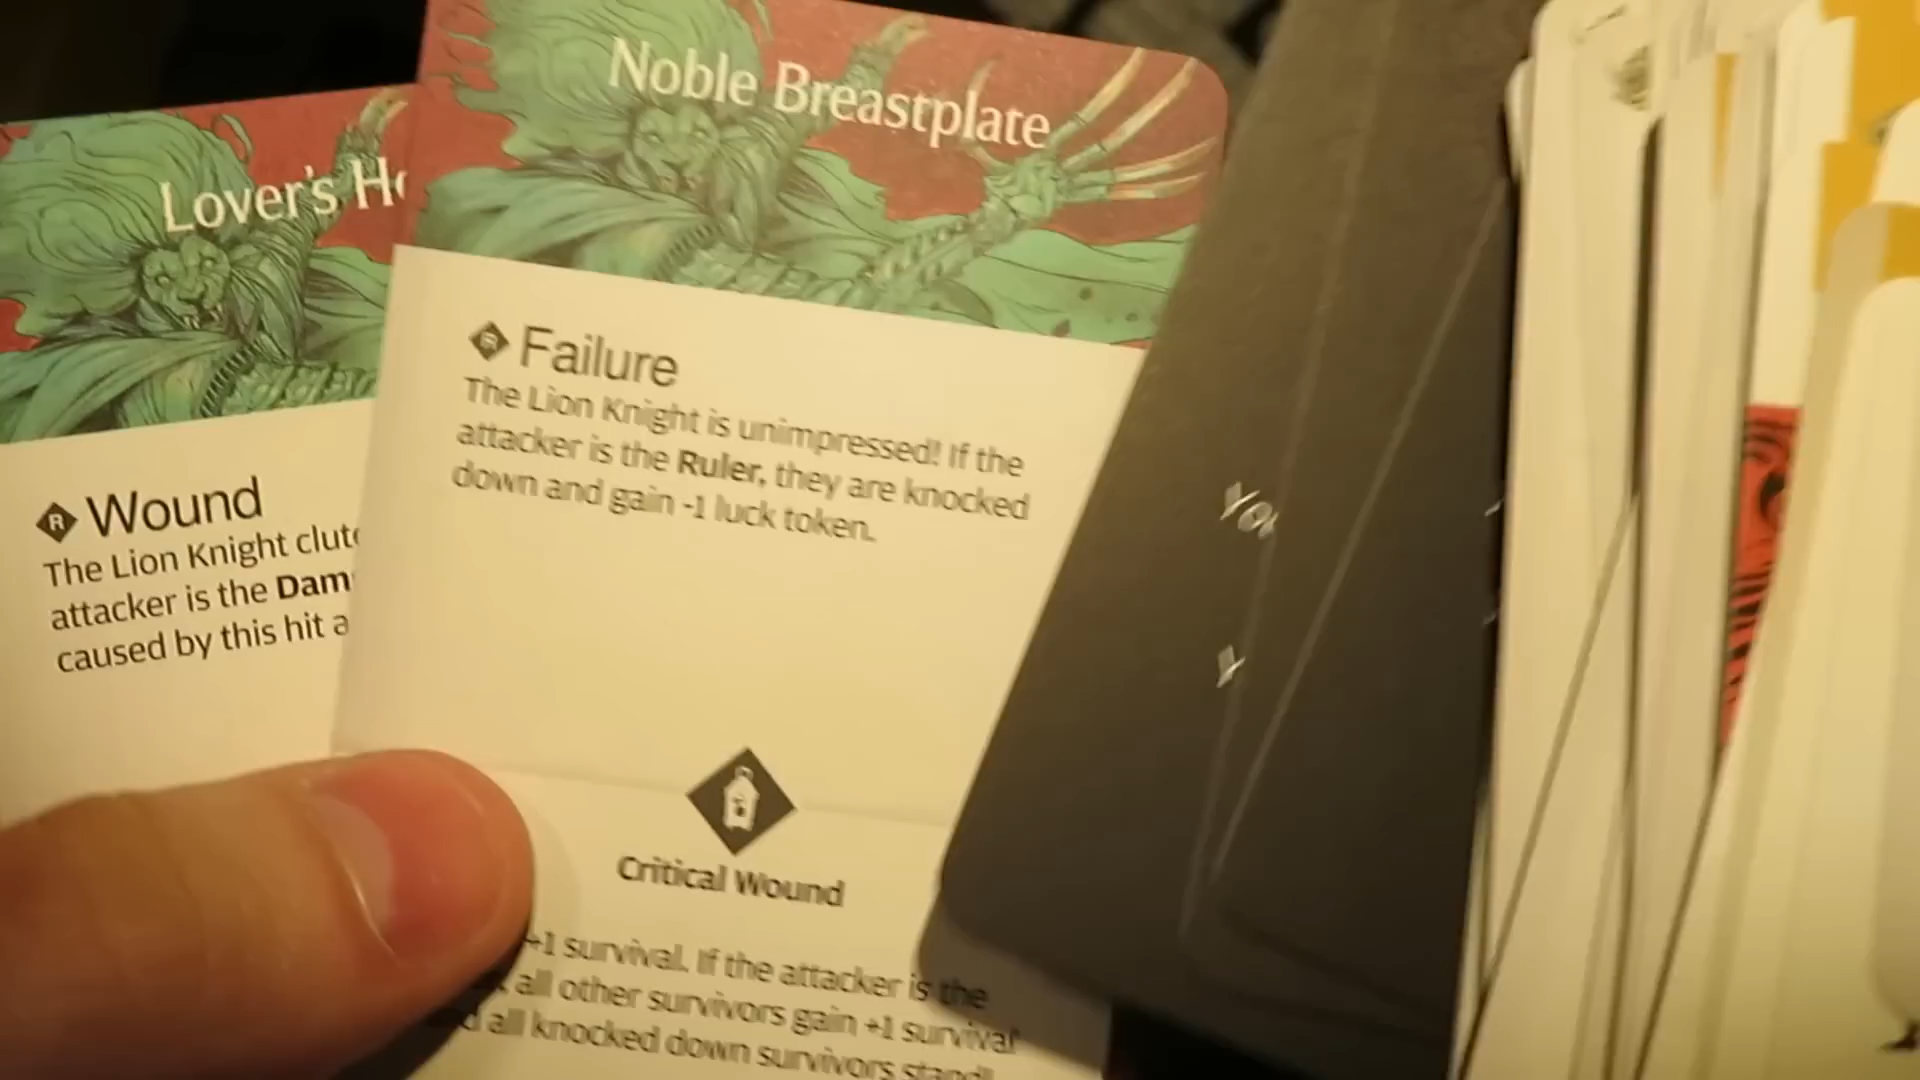 Lover's
R Wound
The Lion Knight
attacker is the
caused by this hit a
Noble Breastplate
R Failure
The Lion Knight is unimpressed! If the
attacker is the Ruler, they are knocked
down and gain -1 luck token.
Critical Wound
+1 survival. If the attacker is the
all other survivors gain +1 survival
all knocked down survivors stand!